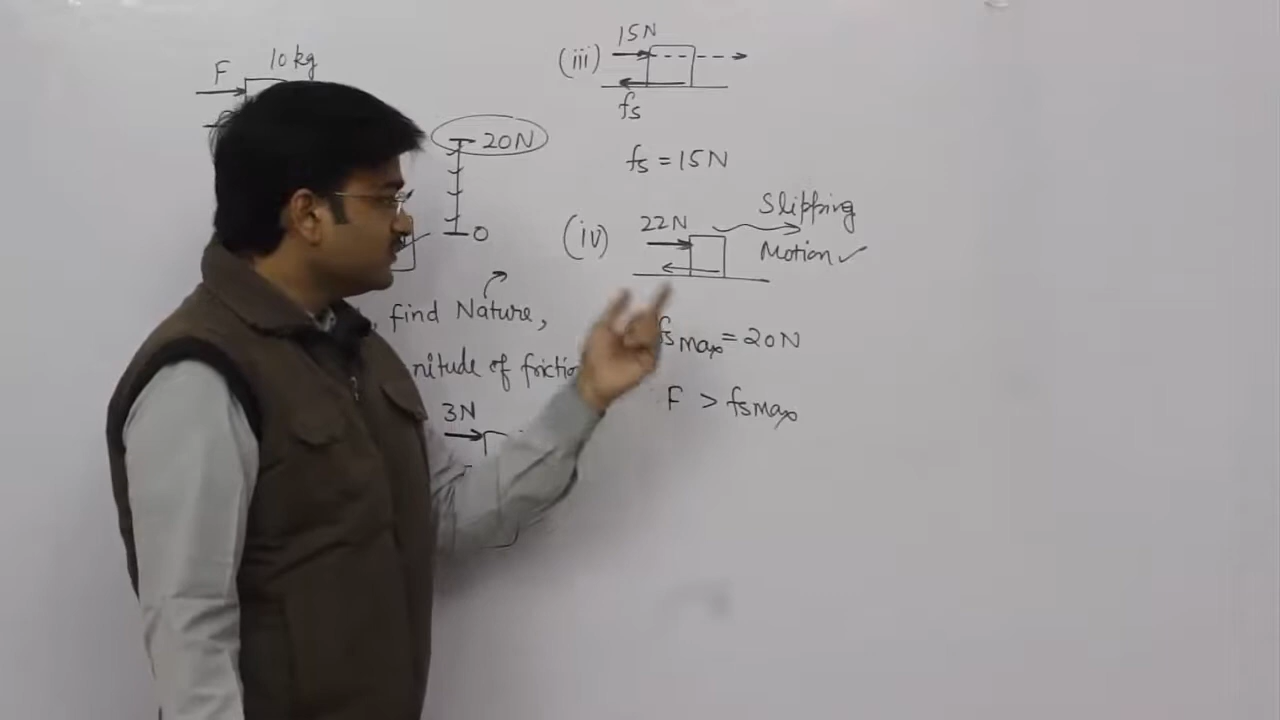 F
10 kg
20N
0
find Nature,
nitude of frictio
3N
(iii) 15N
fs
fs = 15N
(iv) 22N
Slipping
Motion ✓
fs Max = 20N
F > fs Max